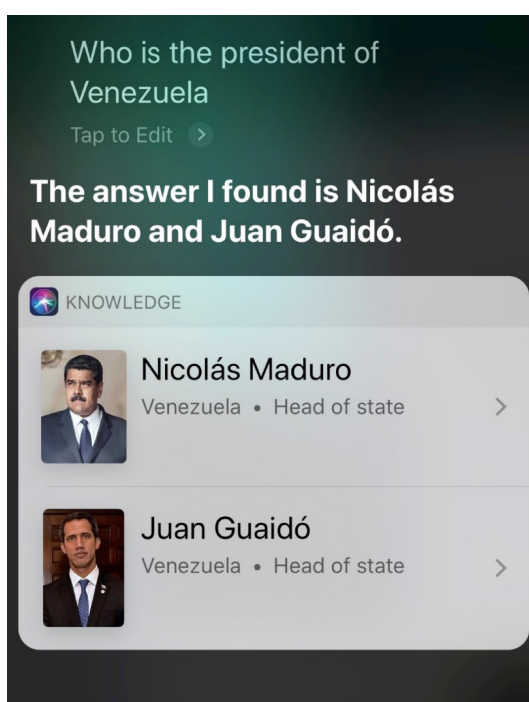 Who is the president of
Venezuela
Tap to Edit >
The answer I found is Nicolás
Maduro and Juan Guaidó.
KNOWLEDGE
Nicolás Maduro
Venezuela • Head of state
Juan Guaidó
Venezuela • Head of state